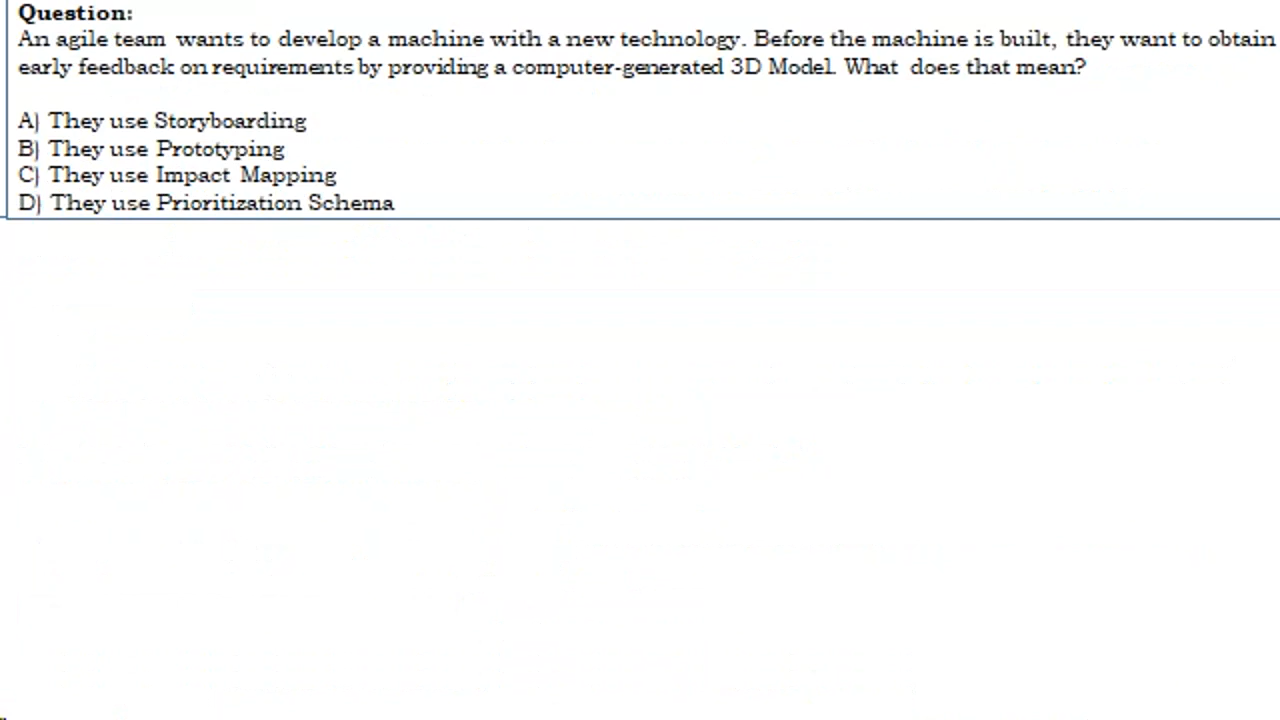 Question:
An agile team wants to develop a machine with a new technology. Before the machine is built, they want to obtain
early feedback on requirements by providing a computer-generated 3D Model. What does that mean?
A) They use Storyboarding
B) They use Prototyping
C) They use Impact Mapping
D) They use Prioritization Schema